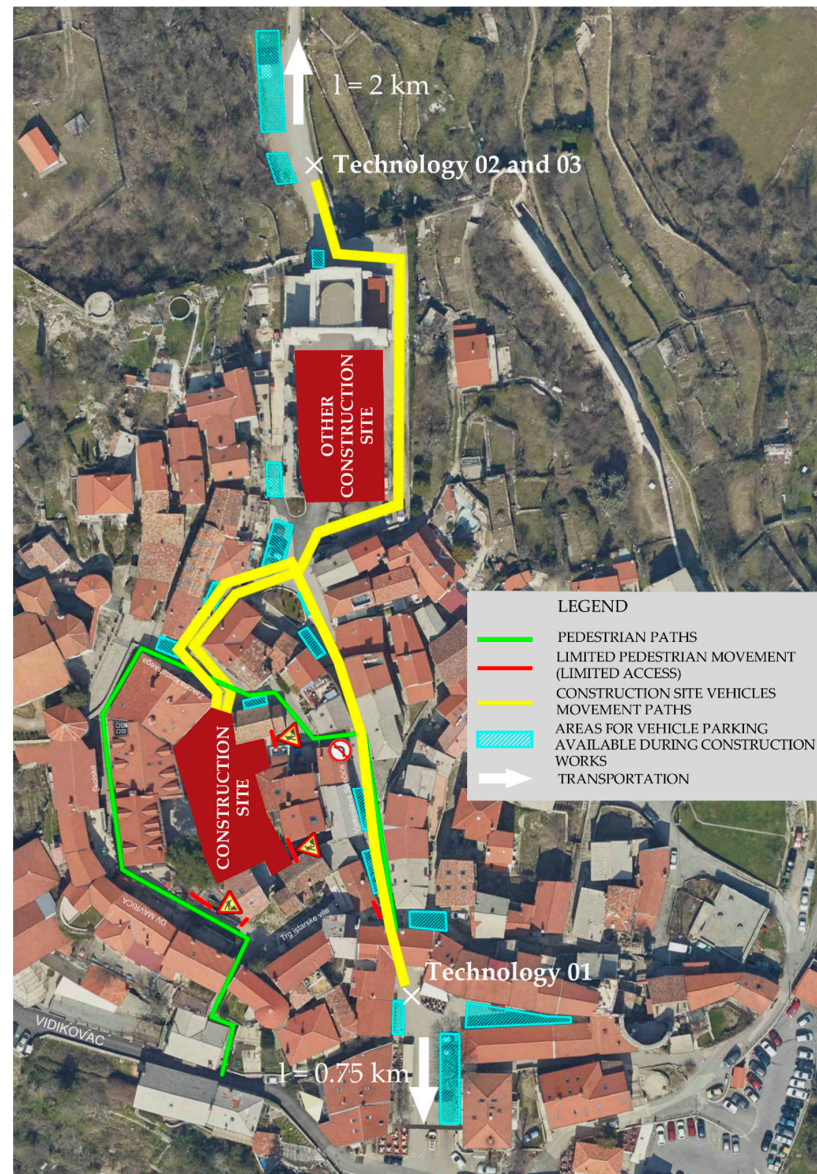 l = 2 km
Technology 02 and 03
OTHER
CONSTRUCTION
SITE
LEGEND
PEDESTRIAN PATHS
LIMITED PEDESTRIAN MOVEMENT
(LIMITED ACCESS)
CONSTRUCTION SITE VEHICLES
MOVEMENT PATHS
AREAS FOR VEHICLE PARKING
AVAILABLE DURING CONSTRUCTION
WORKS
TRANSPORTATION
CONSTRUCTION
SITE
DV MAVRICA
Trg Istarske vile
Technology 01
VIDIKOVAC
l = 0.75 km